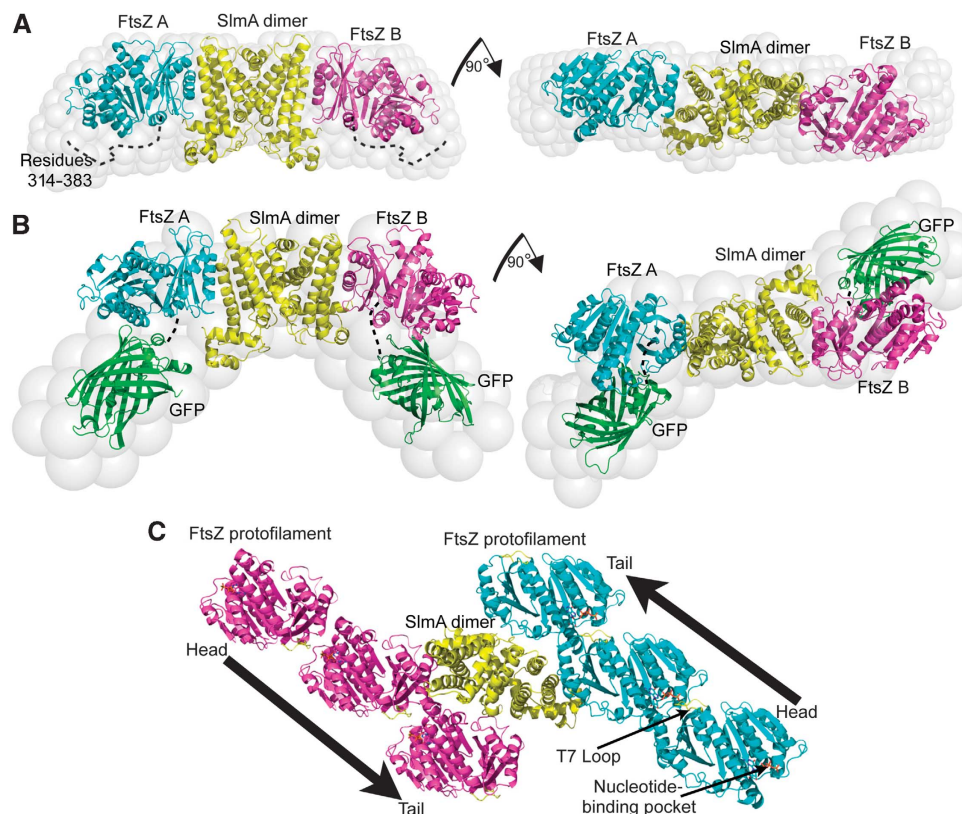 A
FtsZ A
SlmA dimer
FtsZ B
90°
FtsZ A
SlmA dimer
FtsZ B
Residues
314–383
B
FtsZ A
SlmA dimer
FtsZ B
GFP
GFP
90°
FtsZ A
SlmA dimer
GFP
GFP
FtsZ B
C
FtsZ protofilament
FtsZ protofilament
Tail
SlmA dimer
Head
Head
T7 Loop
Nucleotide-
binding pocket
Tail